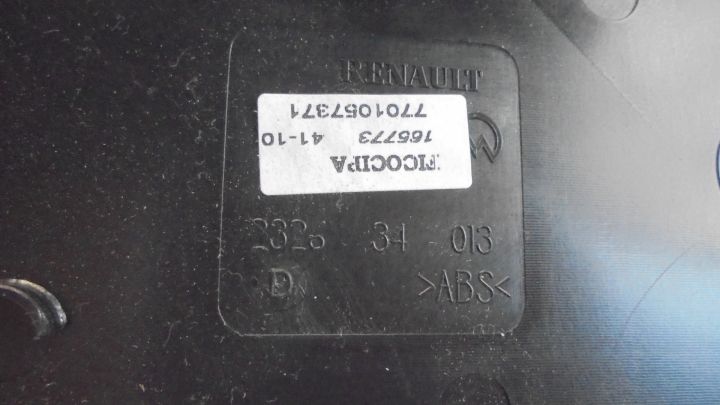 RENAULT
FICOCIPA
165773 41-10
7701057371
2326 34 013
D >ABS<